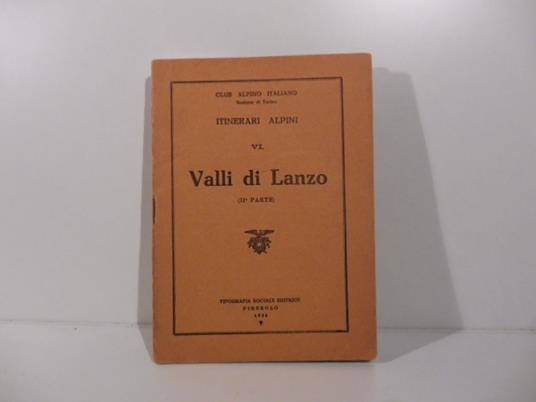 CLUB ALPINO ITALIANO
Sezione di Torino
ITINERARI ALPINI
VI.
Valli di Lanzo
(IIª PARTE)
TIPOGRAFIA SOCIALE EDITRICE
PINEROLO